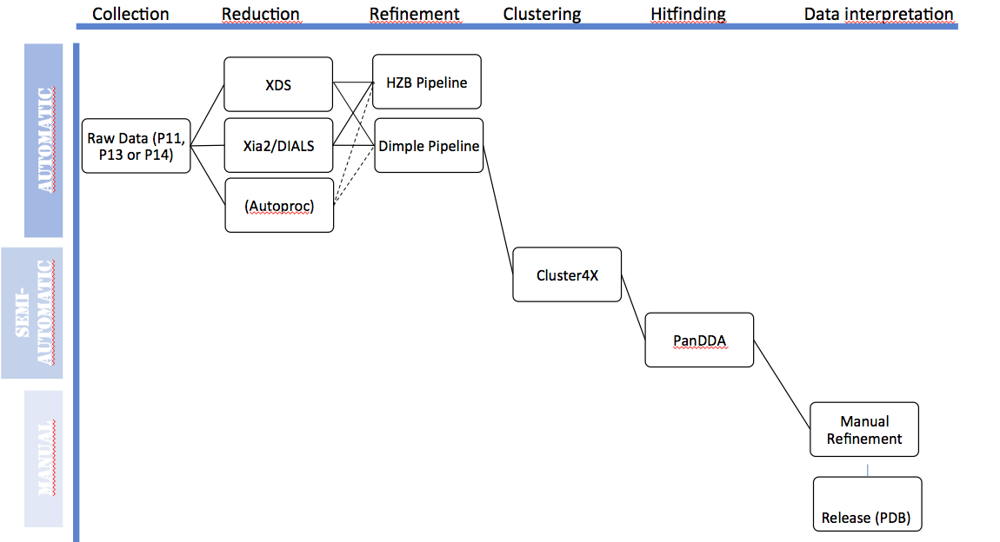 Collection
Reduction
Refinement
Clustering
Hitfinding
Data interpretation
AUTOMATIC
Raw Data (P11,
P13 or P14)
XDS
Xia2/DIALS
(Autoproc)
HZB Pipeline
Dimple Pipeline
SEMI-
AUTOMATIC
Cluster4X
PanDDA
MANUAL
Manual
Refinement
Release (PDB)